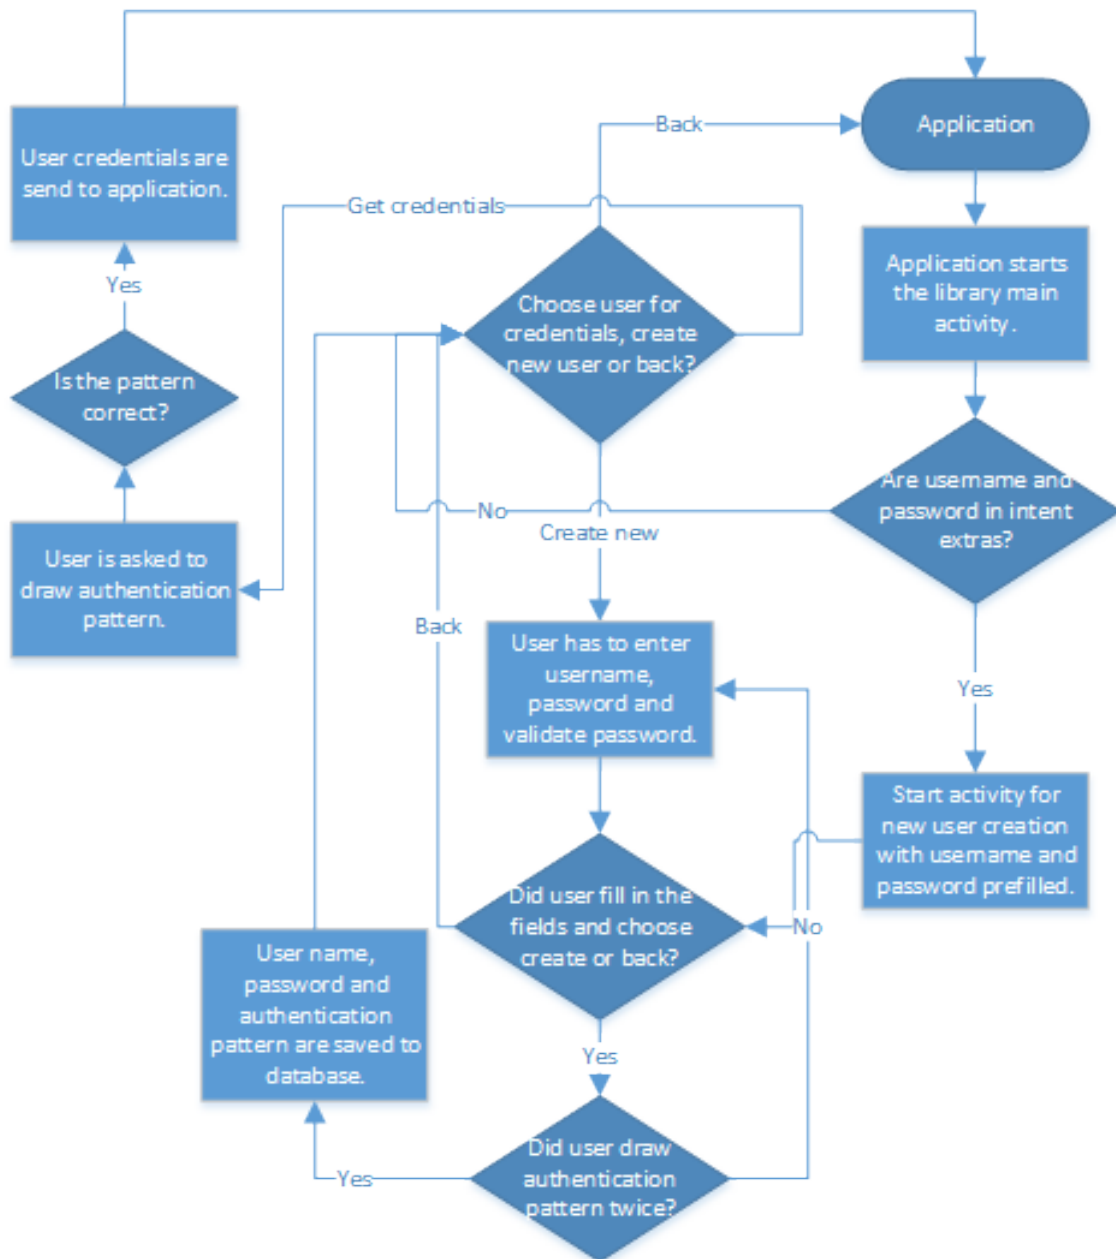 Application
Back
User credentials are
send to application.
Get credentials
Application starts
the library main
activity.
Choose user for
credentials, create
new user or back?
Yes
Is the pattern
correct?
Are username and
password in intent
extras?
No
Create new
User is asked to
draw authentication
pattern.
Back
User has to enter
username,
password and
validate password.
Yes
Start activity for
new user creation
with username and
password prefilled.
Did user fill in the
fields and choose
create or back?
No
User name,
password and
authentication
pattern are saved to
database.
Yes
Did user draw
authentication
pattern twice?
Yes